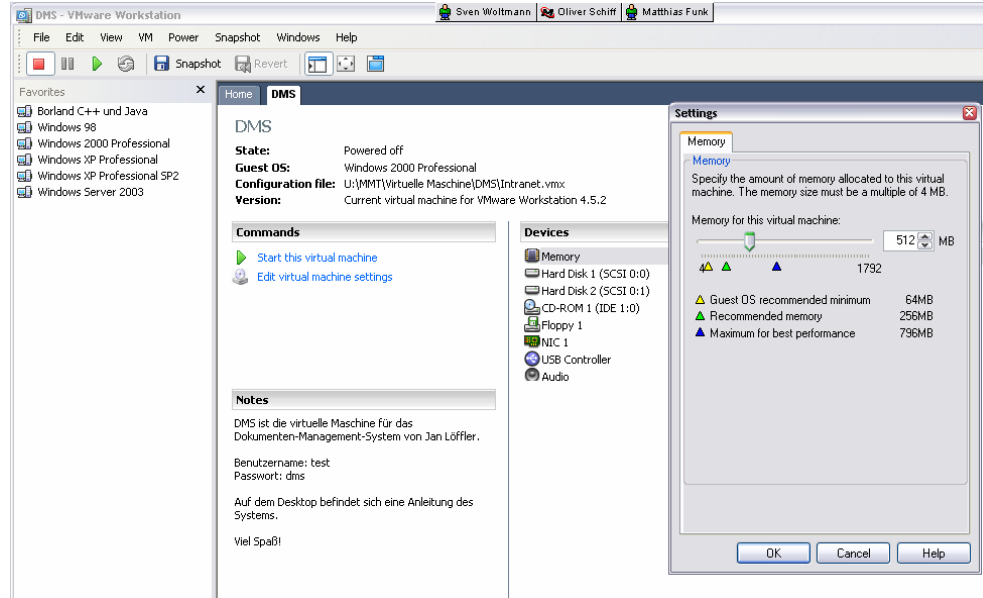 DMS - VMware Workstation
Sven Woltmann Oliver Schiff Matthias Funk
File Edit View VM Power Snapshot Windows Help
Snapshot Revert
Favorites x
Borland C++ und Java
Windows 98
Windows 2000 Professional
Windows XP Professional
Windows XP Professional SP2
Windows Server 2003
Home DMS
DMS
State: Powered off
Guest OS: Windows 2000 Professional
Configuration file: U:\MMT\Virtuelle Maschine\DMS\Intranet.vmx
Version: Current virtual machine for VMware Workstation 4.5.2
Commands
Start this virtual machine
Edit virtual machine settings
Notes
DMS ist die virtuelle Maschine für das
Dokumenten-Management-System von Jan Löffler.
Benutzername: test
Passwort: dms
Auf dem Desktop befindet sich eine Anleitung des
Systems.
Viel Spaß!
Devices
Memory
Hard Disk 1 (SCSI 0:0)
Hard Disk 2 (SCSI 0:1)
CD-ROM 1 (IDE 1:0)
Floppy 1
NIC 1
USB Controller
Audio
Settings
Memory
Memory
Specify the amount of memory allocated to this virtual
machine. The memory size must be a multiple of 4 MB.
Memory for this virtual machine:
512 MB
4 1792
Guest OS recommended minimum 64MB
Recommended memory 256MB
Maximum for best performance 796MB
OK Cancel Help